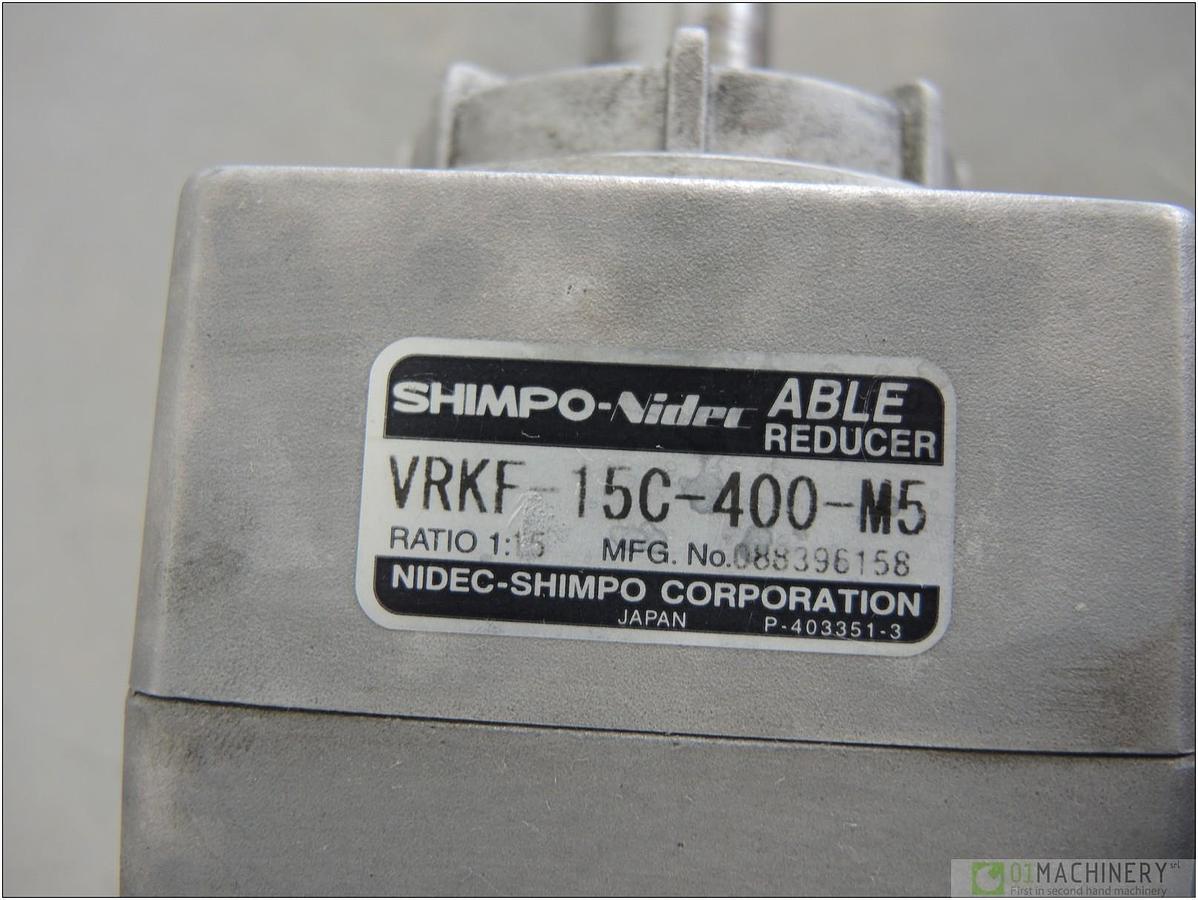 SHIMPO-Nidec ABLE
REDUCER
VRKF-15C-400-M5
RATIO 1:15 MFG. No.088396158
NIDEC-SHIMPO CORPORATION
JAPAN P-403351-3
01MACHINERY srl
First in second hand machinery